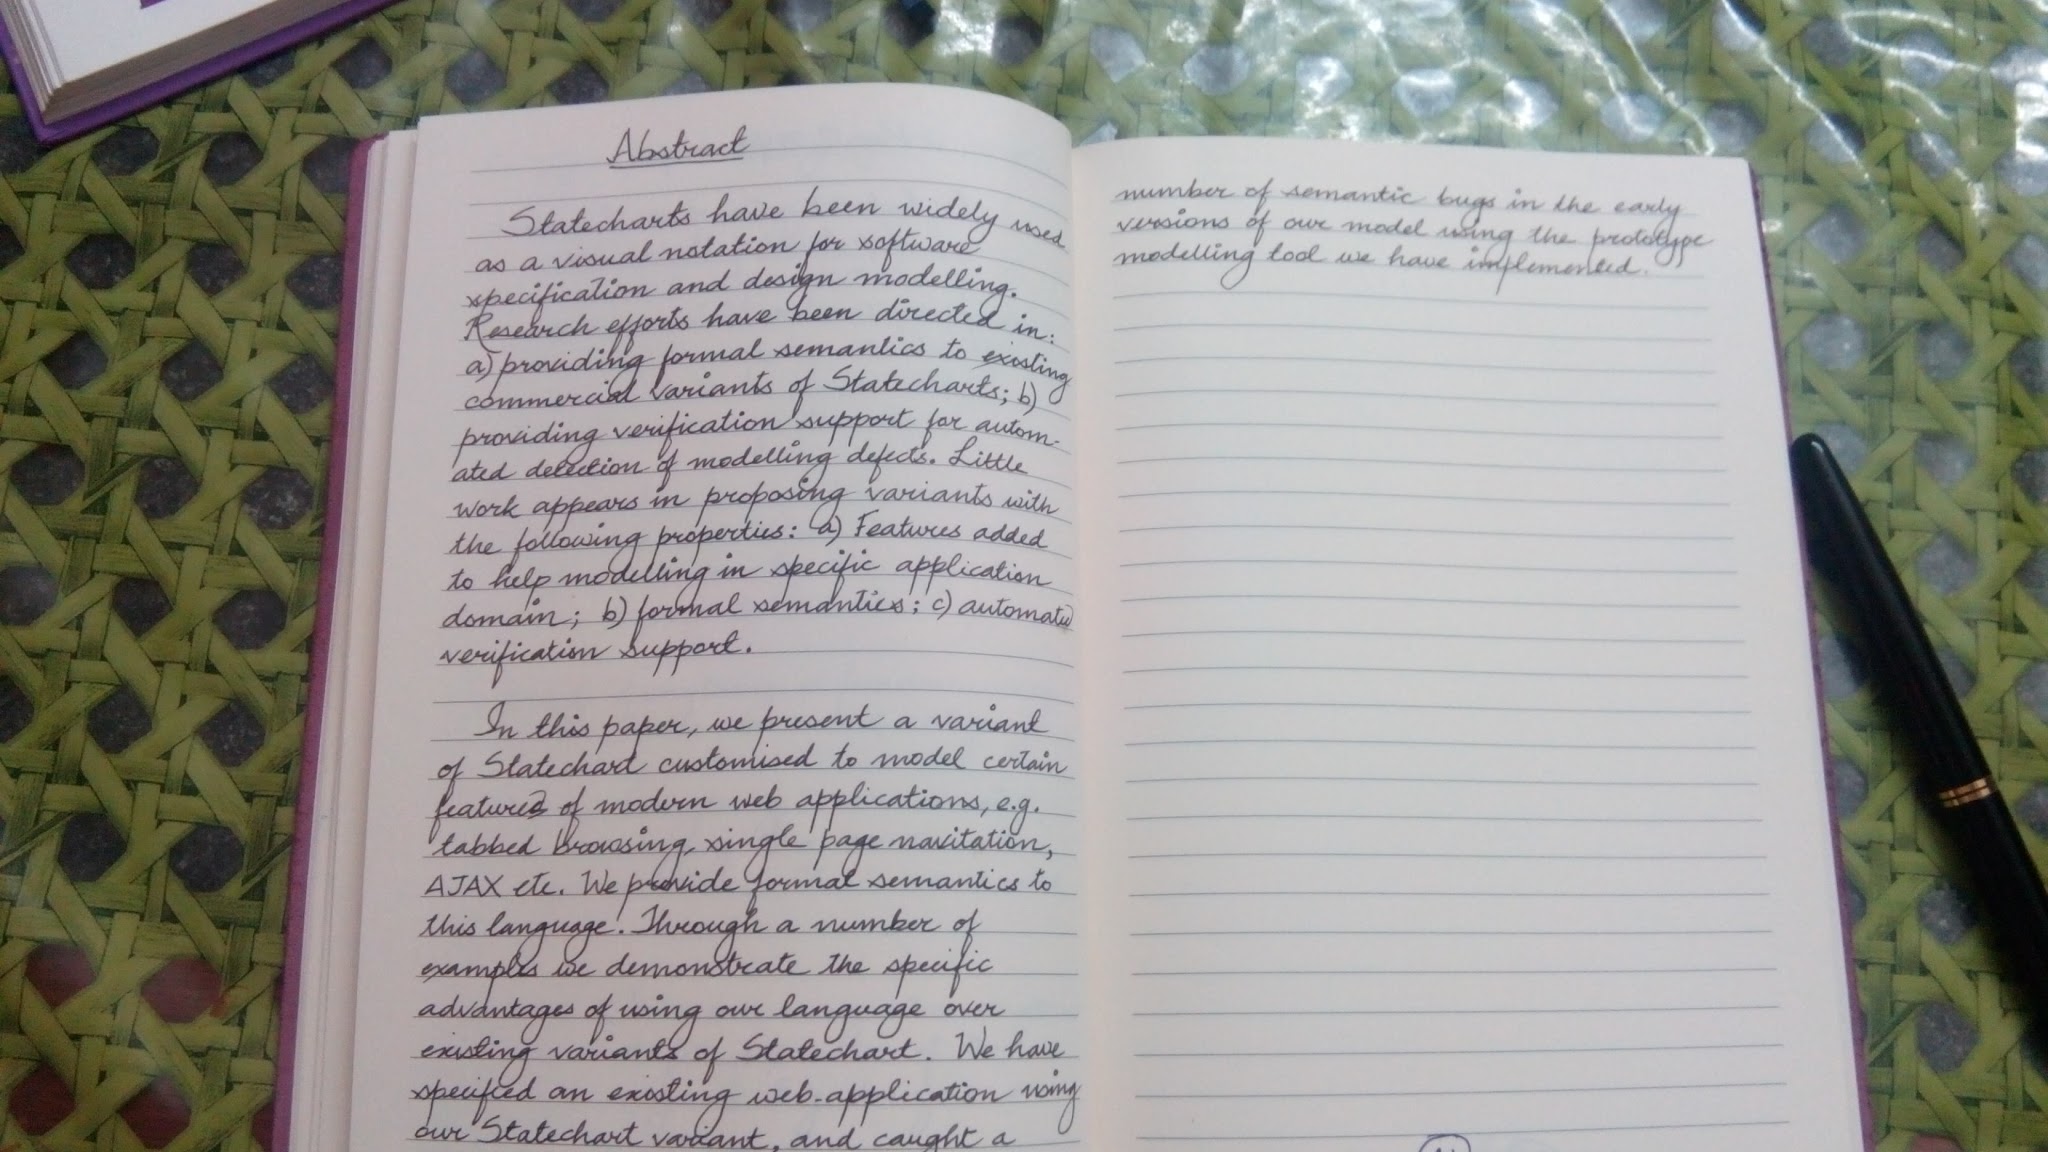 Abstract
Statecharts have been widely used
as a visual notation for software
specification and design modelling.
Research efforts have been directed in:
a) providing formal semantics to existing
commercial variants of Statecharts; b)
providing verification support for autom-
ated detection of modelling defects. Little
work appears in proposing variants with
the following properties: a) Features added
to help modelling in specific application
domain; b) formal semantics; c) automated
verification support.
In this paper, we present a variant
of Statechart customised to model certain
features of modern web applications, e.g.
tabbed browsing, single page navitation,
AJAX etc. We provide formal semantics to
this language. Through a number of
examples we demonstrate the specific
advantages of using our language over
existing variants of Statechart. We have
specified an existing web-application using
our Statechart variant, and caught a
number of semantic bugs in the early
versions of our model using the prototype
modelling tool we have implemented.